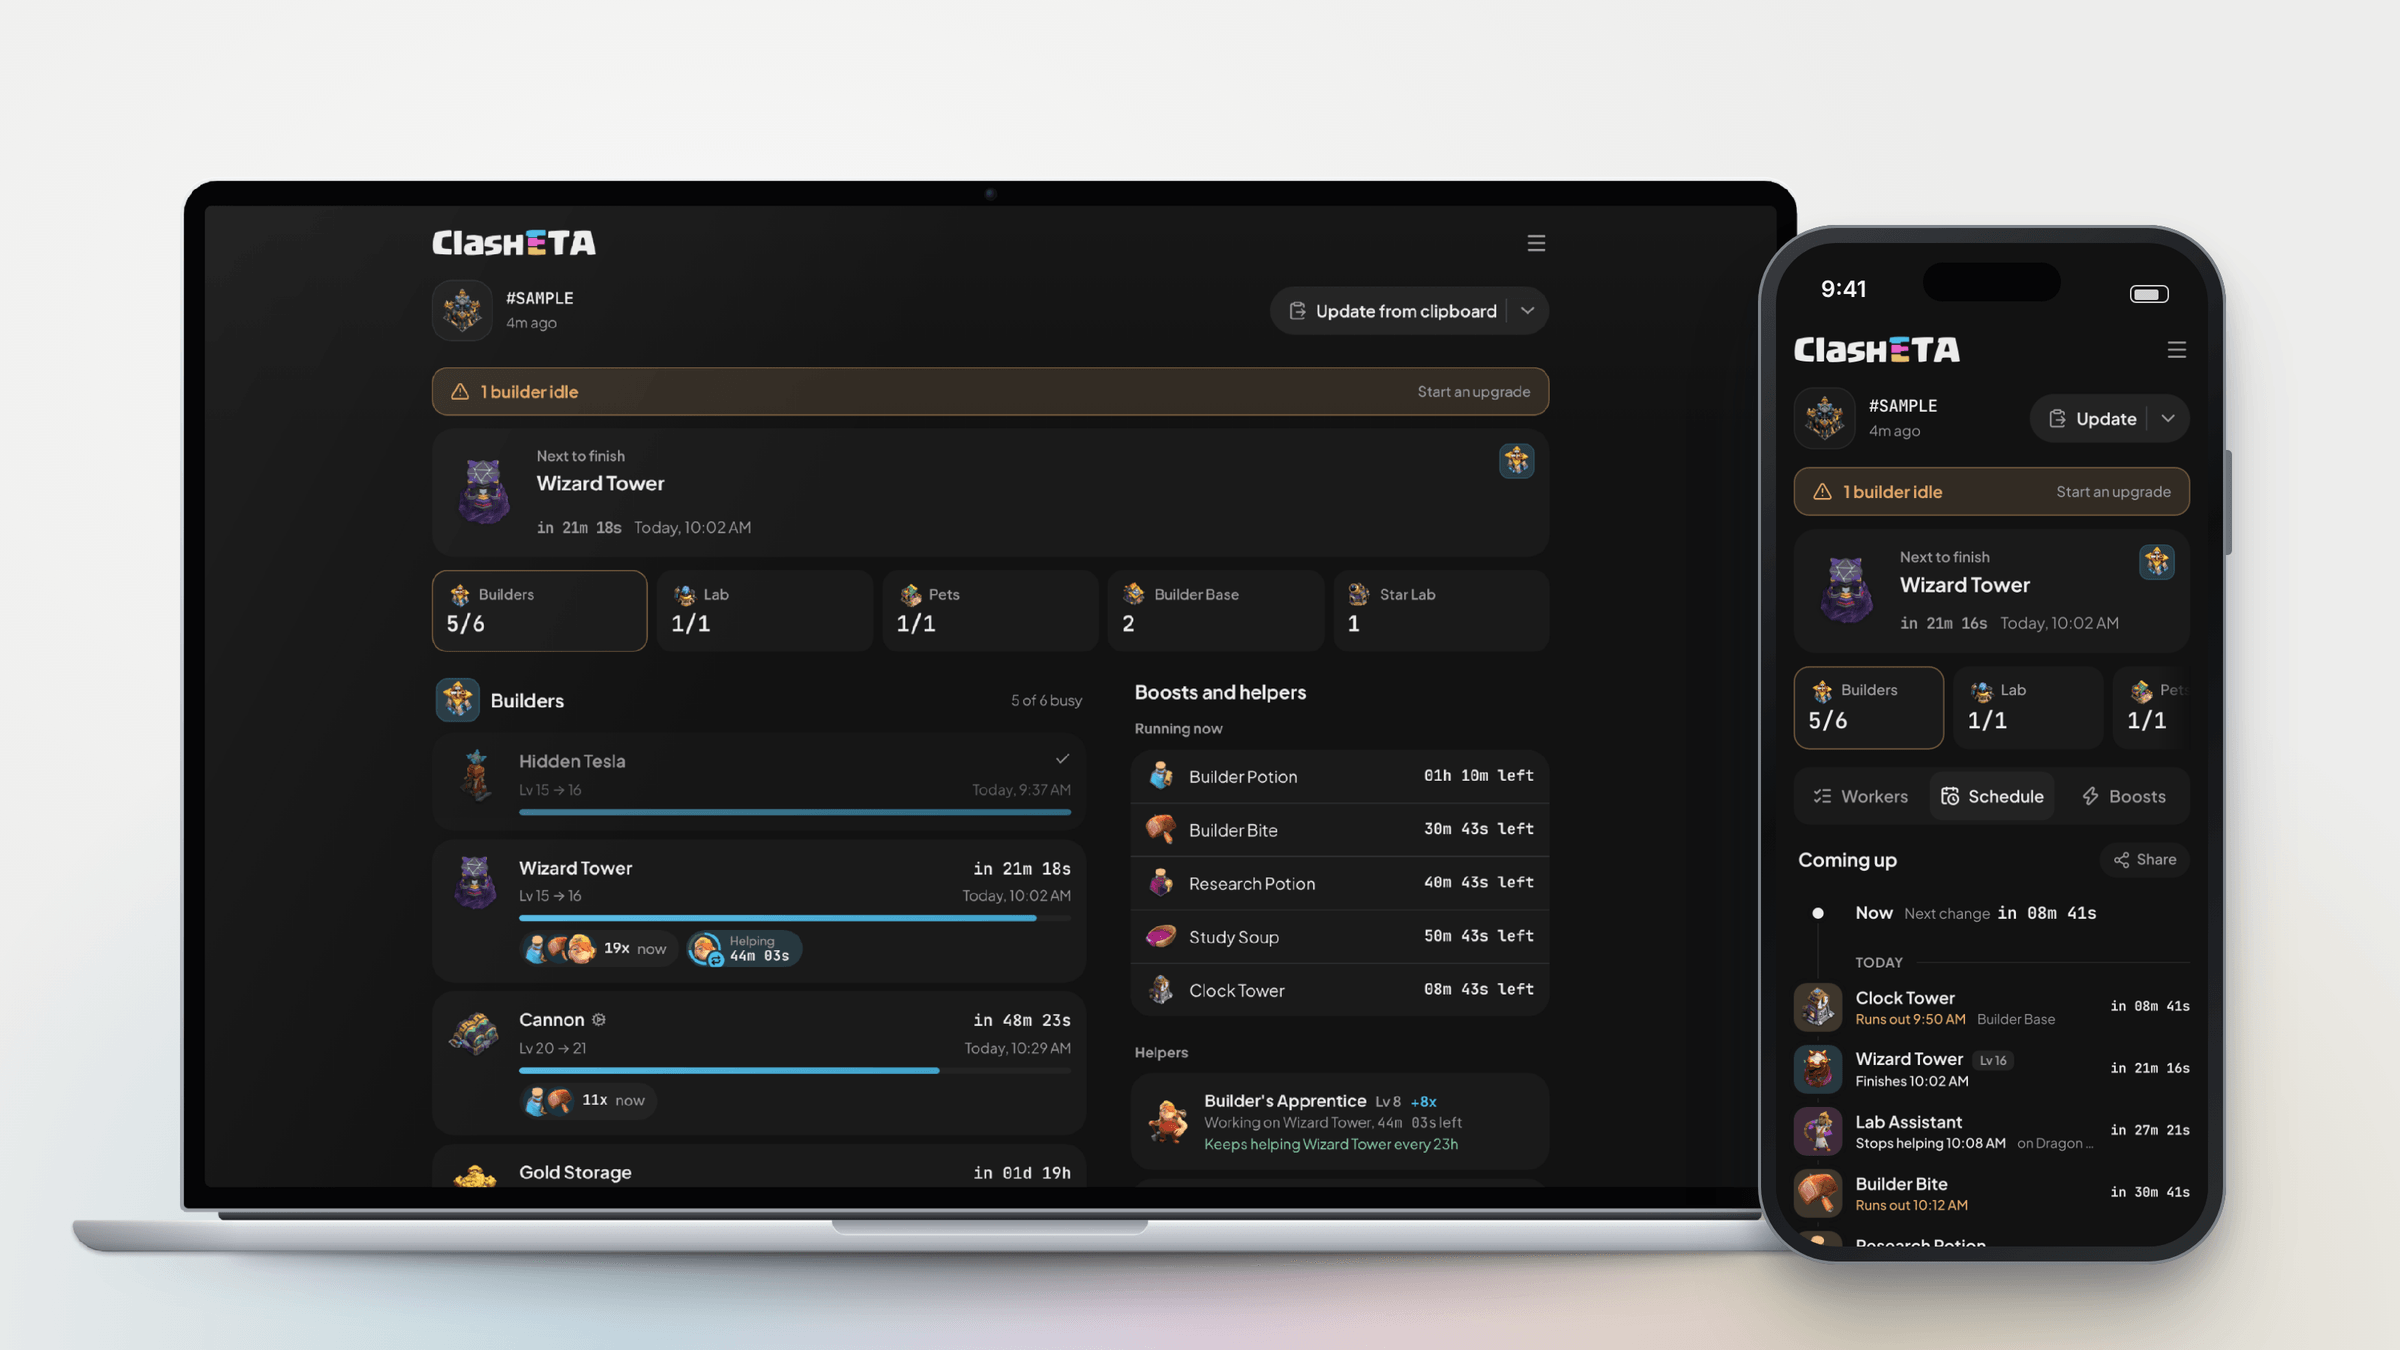 ClashETA
#SAMPLE
4m ago
Update from clipboard
1 builder idle
Start an upgrade
Next to finish
Wizard Tower
in 21m 18s Today, 10:02 AM
Builders
5/6
Lab
1/1
Pets
1/1
Builder Base
2
Star Lab
1
Builders
5 of 6 busy
Hidden Tesla
Lv 15 → 16
Today, 9:37 AM
Wizard Tower
in 21m 18s
Lv 15 → 16
Today, 10:02 AM
19x now
Helping
44m 03s
Cannon
in 48m 23s
Lv 20 → 21
Today, 10:29 AM
11x now
Gold Storage
in 01d 19h
Boosts and helpers
Running now
Builder Potion
01h 10m left
Builder Bite
30m 43s left
Research Potion
40m 43s left
Study Soup
50m 43s left
Clock Tower
08m 43s left
Helpers
Builder's Apprentice Lv 8 +8x
Working on Wizard Tower, 44m 03s left
Keeps helping Wizard Tower every 23h
9:41
ClashETA
#SAMPLE
4m ago
Update
1 builder idle
Start an upgrade
Next to finish
Wizard Tower
in 21m 16s Today, 10:02 AM
Builders
5/6
Lab
1/1
Pets
1/1
Workers
Schedule
Boosts
Coming up
Share
Now Next change in 08m 41s
TODAY
Clock Tower
Runs out 9:50 AM Builder Base
in 08m 41s
Wizard Tower Lv 16
Finishes 10:02 AM
in 21m 16s
Lab Assistant
Stops helping 10:08 AM on Dragon ...
in 27m 21s
Builder Bite
Runs out 10:12 AM
in 30m 41s
Research Potion